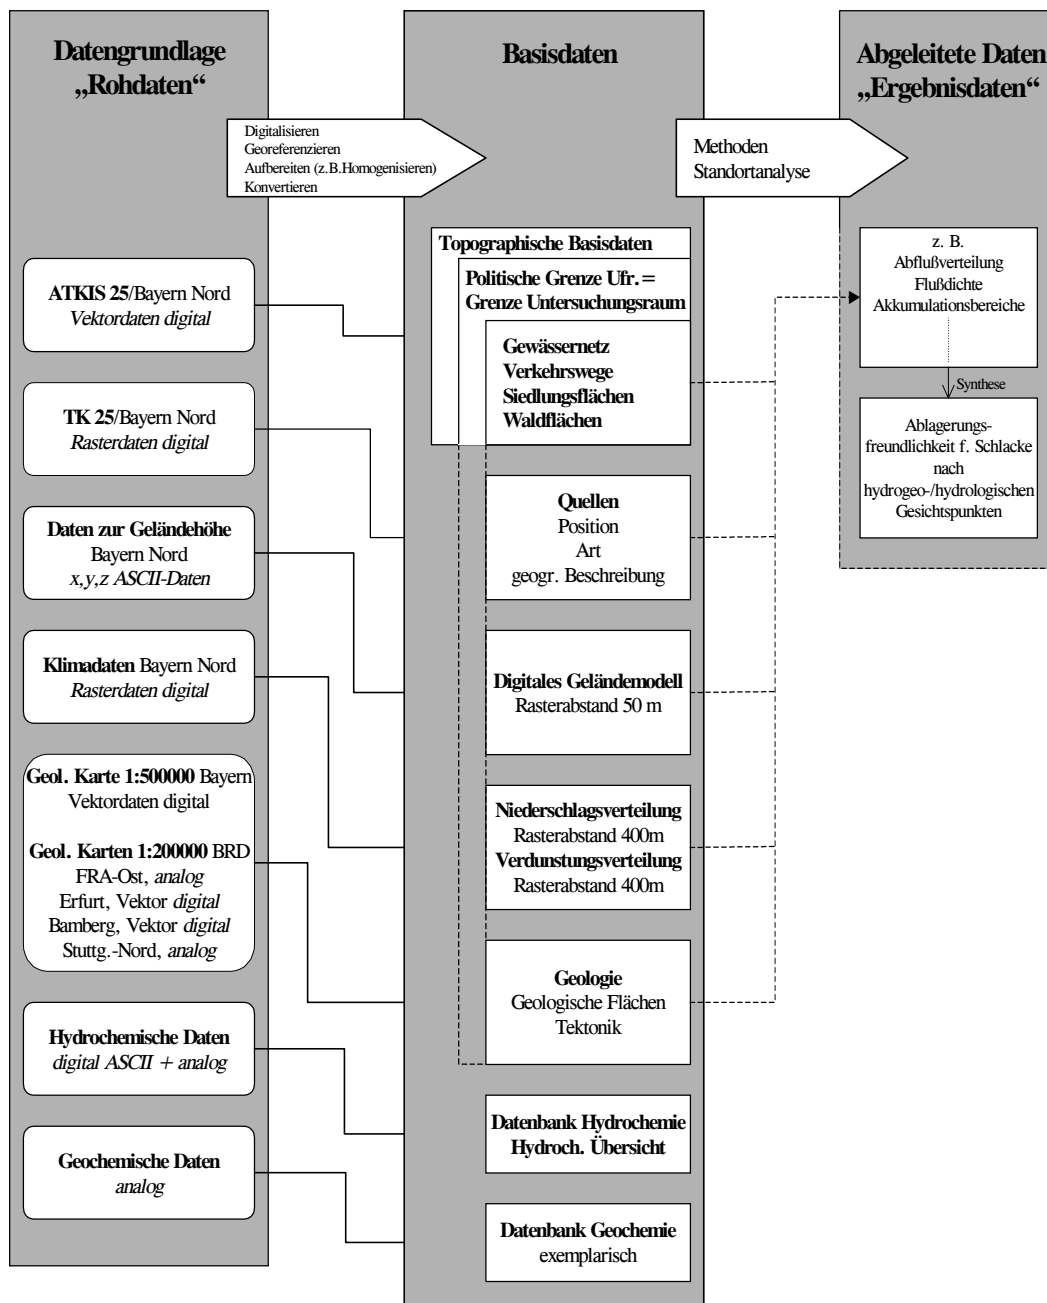 Datengrundlage
„Rohdaten“
Digitalisieren
Georeferenzieren
Aufbereiten (z.B.Homogenisieren)
Konvertieren
ATKIS 25/Bayern Nord
Vektordaten digital
TK 25/Bayern Nord
Rasterdaten digital
Daten zur Geländehöhe
Bayern Nord
x,y,z ASCII-Daten
Klimadaten Bayern Nord
Rasterdaten digital
Geol. Karte 1:500000 Bayern
Vektordaten digital
Geol. Karten 1:200000 BRD
FRA-Ost, analog
Erfurt, Vektor digital
Bamberg, Vektor digital
Stuttg.-Nord, analog
Hydrochemische Daten
digital ASCII + analog
Geochemische Daten
analog
Basisdaten
Methoden
Standortanalyse
Topographische Basisdaten
Politische Grenze Ufr. =
Grenze Untersuchungsraum
Gewässernetz
Verkehrswege
Siedlungsflächen
Waldflächen
Quellen
Position
Art
geogr. Beschreibung
Digitales Geländemodell
Rasterabstand 50 m
Niederschlagsverteilung
Rasterabstand 400m
Verdunstungsverteilung
Rasterabstand 400m
Geologie
Geologische Flächen
Tektonik
Datenbank Hydrochemie
Hydroch. Übersicht
Datenbank Geochemie
exemplarisch
Abgeleitete Daten
„Ergebnisdaten“
z. B.
Abflußverteilung
Flußdichte
Akkumulationsbereiche
Synthese
Ablagerungs-
freundlichkeit f. Schlacke
nach
hydrogeo-/hydrologischen
Gesichtspunkten